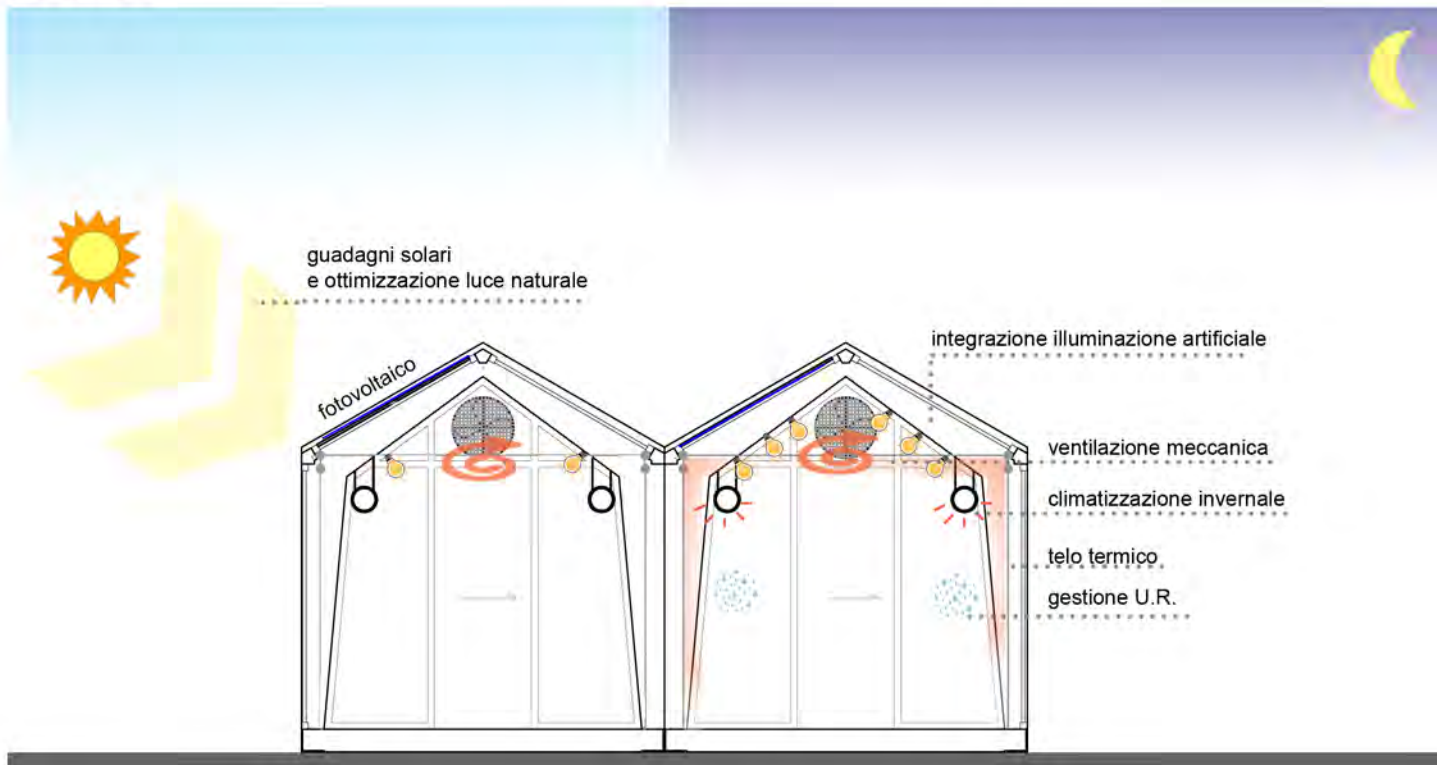 guadagni solari
e ottimizzazione luce naturale
integrazione illuminazione artificiale
fotovoltaico
ventilazione meccanica
climatizzazione invernale
telo termico
gestione U.R.